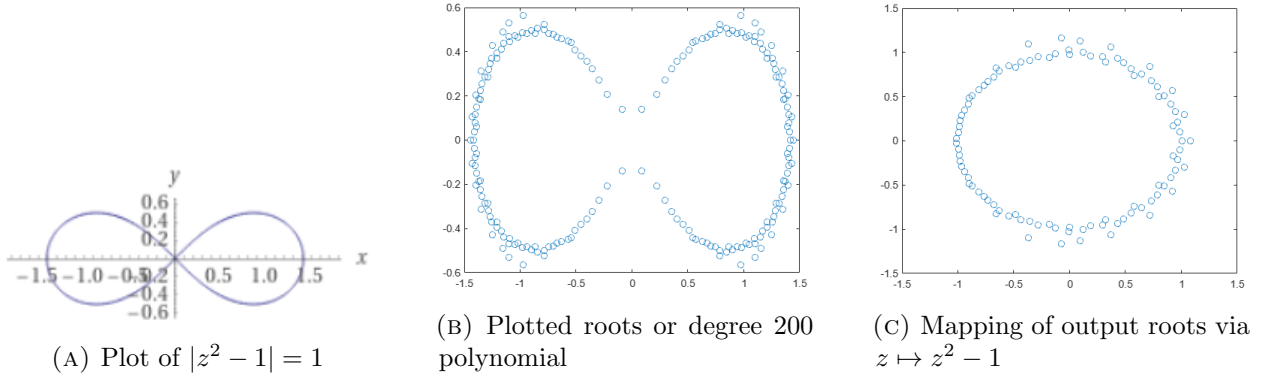 y
0.6
0.4
0.2
x
−1.5 −1.0 −0.5 0.5 1.0 1.5
−0.2
−0.4
−0.6
(A) Plot of |z² − 1| = 1
0.6
0.4
0.2
0
-0.2
-0.4
-0.6
-1.5 -1 -0.5 0 0.5 1 1.5
(B) Plotted roots or degree 200
polynomial
1.5
1
0.5
0
-0.5
-1
-1.5
-1.5 -1 -0.5 0 0.5 1 1.5
(C) Mapping of output roots via
z ↦ z² − 1